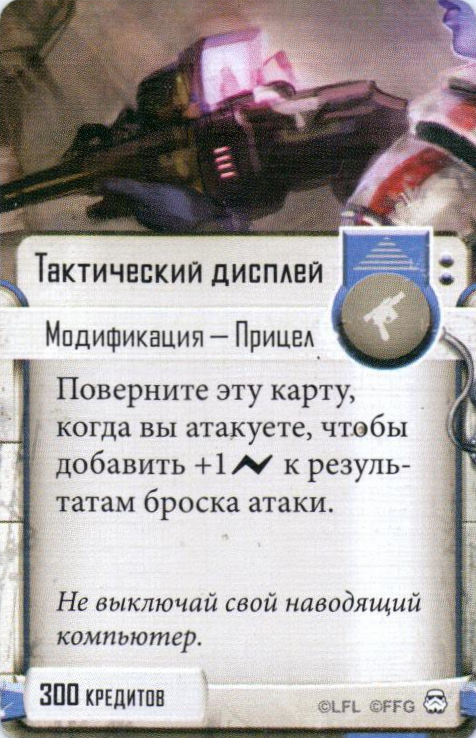 Тактический дисплей
Модификация – Прицел
Поверните эту карту,
когда вы атакуете, чтобы
добавить +1 к резуль-
татам броска атаки.
Не выключай свой наводящий
компьютер.
300 кредитов
©LFL ©FFG